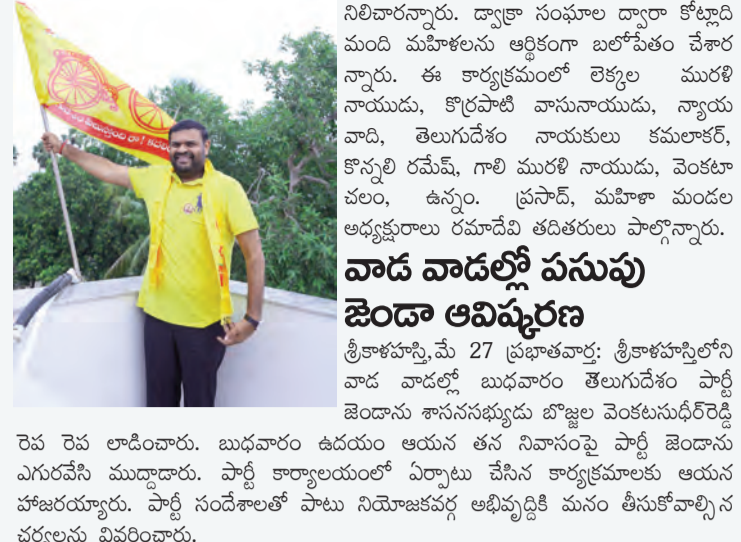 నిలిచారన్నారు. డ్వాక్రా సంఘాల ద్వారా కోట్లాది
మంది మహిళలను ఆర్థికంగా బలోపేతం చేశార
న్నారు. ఈ కార్యక్రమంలో లెక్కల మురళి
నాయుడు, కొర్రపాటి వాసునాయుడు, న్యాయ
వాది, తెలుగుదేశం నాయకులు కమలాకర్,
కొన్నలి రమేష్, గాలి మురళి నాయుడు, వెంకటా
చలం, ఉన్నం. ప్రసాద్, మహిళా మండల
అధ్యక్షురాలు రమాదేవి తదితరులు పాల్గొన్నారు.
వాడ వాడల్లో పసుపు
జెండా ఆవిష్కరణ
శ్రీకాళహస్తి,మే 27 ప్రభాతవార్త: శ్రీకాళహస్తిలోని
వాడ వాడల్లో బుధవారం తెలుగుదేశం పార్టీ
జెండాను శాసనసభ్యుడు బొజ్జల వెంకటసుధీర్‌రెడ్డి
రెప రెప లాడించారు. బుధవారం ఉదయం ఆయన తన నివాసంపై పార్టీ జెండాను
ఎగురవేసి ముద్దాడారు. పార్టీ కార్యాలయంలో ఏర్పాటు చేసిన కార్యక్రమాలకు ఆయన
హాజరయ్యారు. పార్టీ సందేశాలతో పాటు నియోజకవర్గ అభివృద్దికి మనం తీసుకోవాల్సిన
చర్యలను వివరించారు.